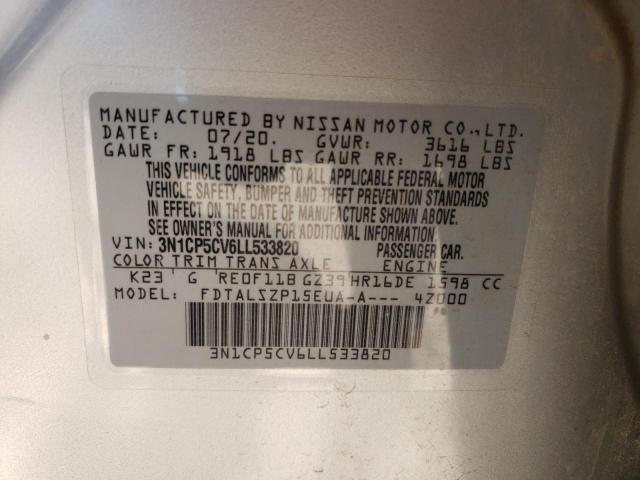 MANUFACTURED BY NISSAN MOTOR CO., LTD.
DATE: 07/20. GVWR: 3616 LBS
GAWR FR: 1918 LBS GAWR RR: 1698 LBS
THIS VEHICLE CONFORMS TO ALL APPLICABLE FEDERAL MOTOR
VEHICLE SAFETY, BUMPER AND THEFT PREVENTION STANDARDS
IN EFFECT ON THE DATE OF MANUFACTURE SHOWN ABOVE.
SEE OWNER'S MANUAL FOR ADDITIONAL INFORMATION
VIN: 3N1CP5CV6LL533820 PASSENGER CAR.
COLOR TRIM TRANS AXLE ENGINE
K23 G RE0F11B GZ39 HR16DE 1598 CC
MODEL: FDTALSZP15EUA-A--- 42000
3N1CP5CV6LL533820